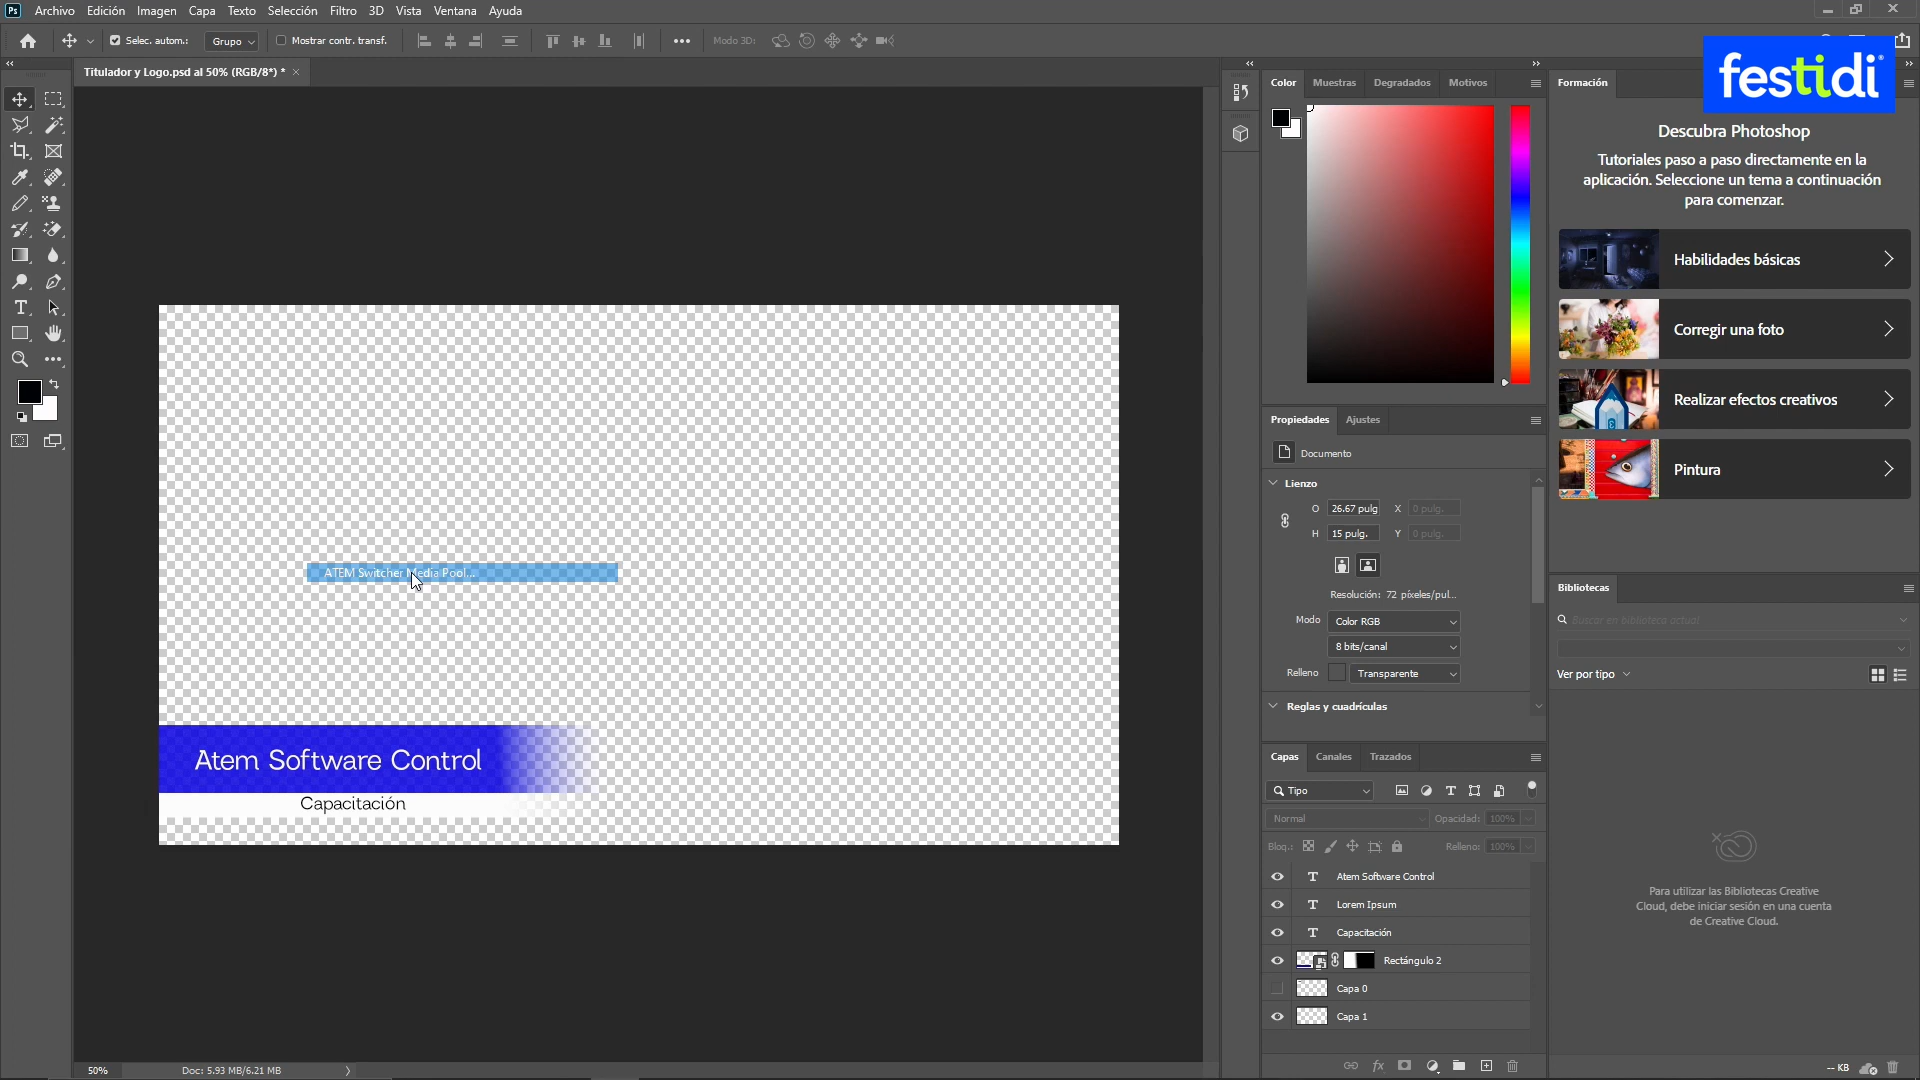 Ps Archivo Edición Imagen Capa Texto Selección Filtro 3D Vista Ventana Ayuda
Selec. autom.: Grupo Mostrar contr. transf. ••• Modo 3D:
festidi
Titulador y Logo.psd al 50% (RGB/8*) * ×
Color Muestras Degradados Motivos
Formación
Descubra Photoshop
Tutoriales paso a paso directamente en la
aplicación. Seleccione un tema a continuación
para comenzar.
Habilidades básicas
Corregir una foto
Realizar efectos creativos
Pintura
Propiedades Ajustes
Documento
Lienzo
O 26.67 pulg X 0 pulg.
H 15 pulg. Y 0 pulg.
Resolución: 72 píxeles/pul...
Modo Color RGB
8 bits/canal
Relleno Transparente
Reglas y cuadrículas
ATEM Switcher Media Pool...
Atem Software Control
Capacitación
Bibliotecas
Buscar en biblioteca actual
Ver por tipo
Para utilizar las Bibliotecas Creative
Cloud, debe iniciar sesión en una cuenta
de Creative Cloud.
-- KB
Capas Canales Trazados
Tipo
Normal Opacidad: 100%
Bloq.: Relleno: 100%
T Atem Software Control
T Lorem Ipsum
T Capacitación
Rectángulo 2
Capa 0
Capa 1
fx
50% Doc: 5.93 MB/6.21 MB